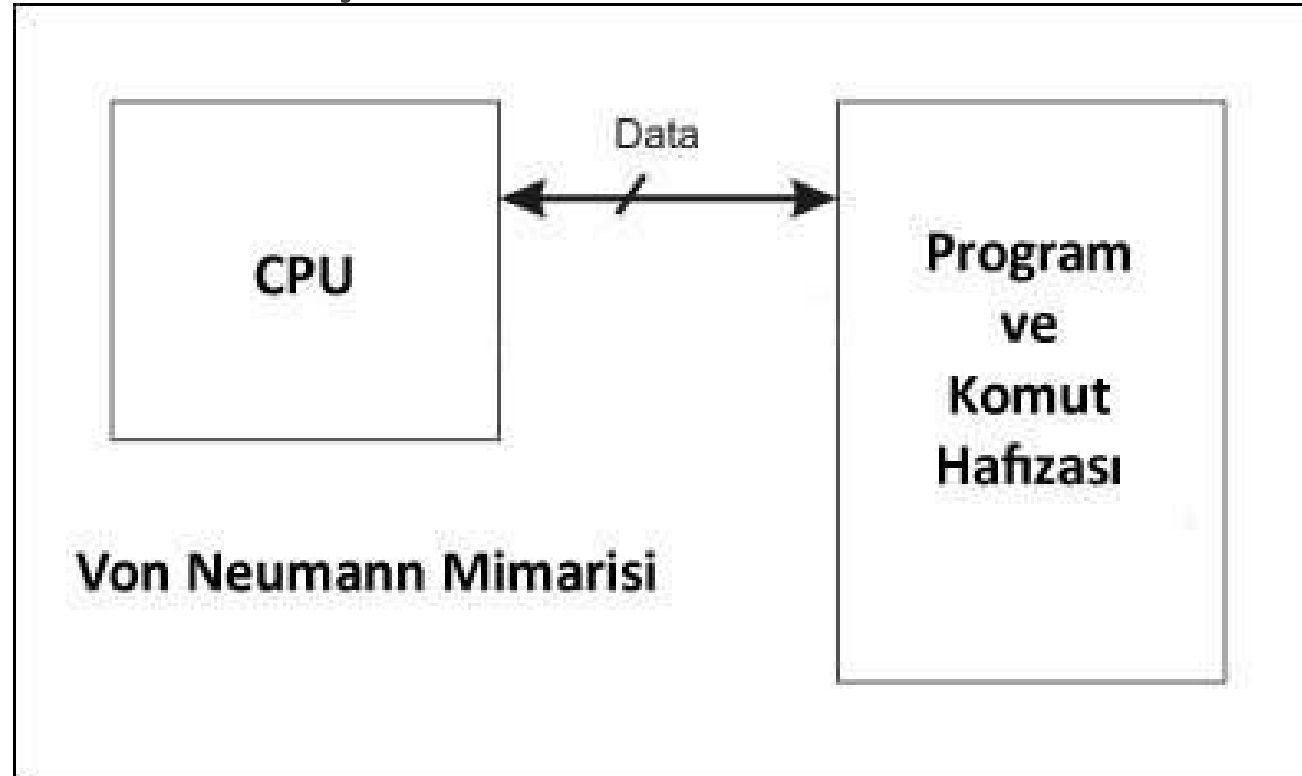 Data
CPU
Program
ve
Komut
Hafızası
Von Neumann Mimarisi